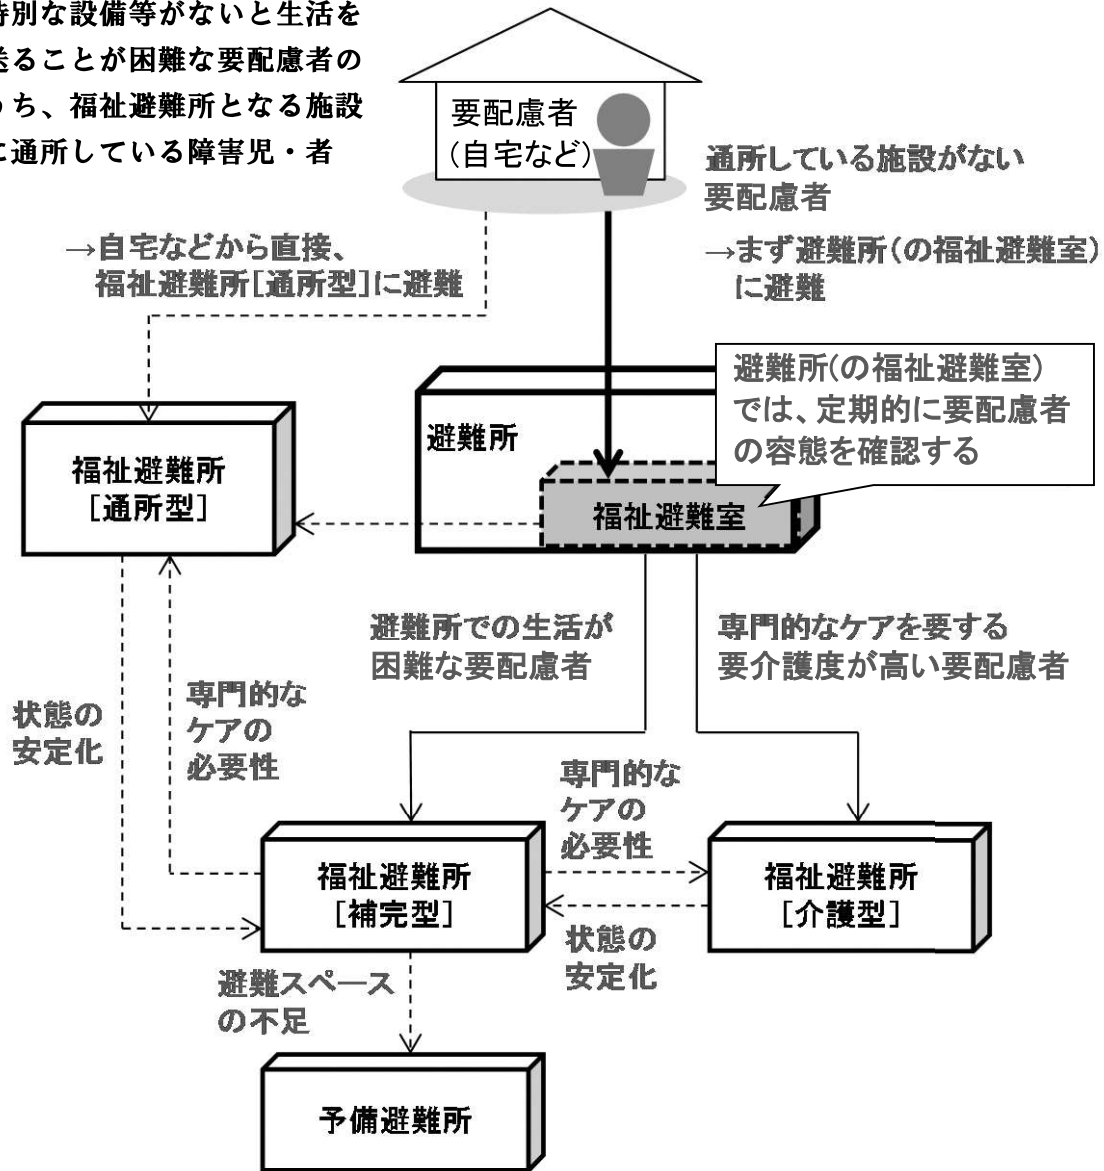 特別な設備等がないと生活を
送ることが困難な要配慮者の
うち、福祉避難所となる施設
に通所している障害児・者
→自宅などから直接、
福祉避難所[通所型]に避難
要配慮者
(自宅など)
通所している施設がない
要配慮者
→まず避難所(の福祉避難室)
に避難
避難所(の福祉避難室)
では、定期的に要配慮者
の容態を確認する
避難所
福祉避難室
福祉避難所
[通所型]
避難所での生活が
困難な要配慮者
専門的なケアを要する
要介護度が高い要配慮者
状態の
安定化
専門的な
ケアの
必要性
専門的な
ケアの
必要性
福祉避難所
[補完型]
福祉避難所
[介護型]
状態の
安定化
避難スペース
の不足
予備避難所